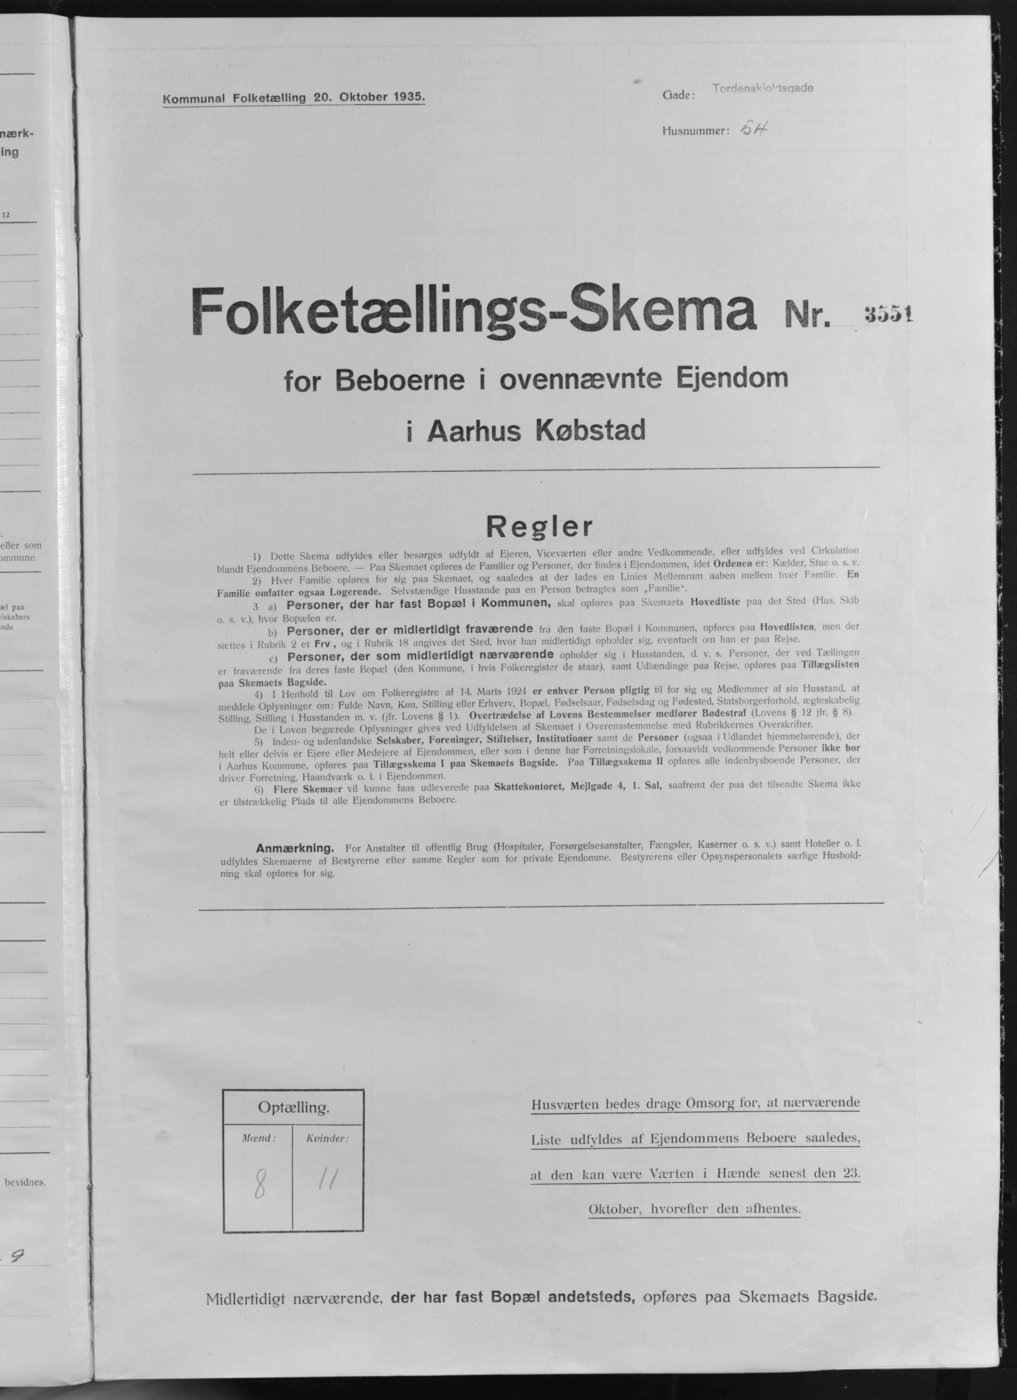 nærk-
ing
12
eller som
ommune.
æl paa
elskabers
nde
bevidnes.
9
Kommunal Folketælling 20. Oktober 1935.
Gade: Tordenskioldsgade
Husnummer: 54
Folketællings-Skema Nr. 3551
for Beboerne i ovennævnte Ejendom
i Aarhus Købstad
Regler
1) Dette Skema udfyldes eller besørges udfyldt af Ejeren, Viceværten eller andre Vedkommende, eller udfyldes ved Cirkulation
blandt Ejendommens Beboere. — Paa Skemaet opføres de Familier og Personer, der findes i Ejendommen, idet Ordenen er: Kælder, Stue o. s. v.
2) Hver Familie opføres for sig paa Skemaet, og saaledes at der lades en Linies Mellemrum aaben mellem hver Familie. En
Familie omfatter ogsaa Logerende. Selvstændige Husstande paa en Person betragtes som „Familie“.
3 a) Personer, der har fast Bopæl i Kommunen, skal opføres paa Skemaets Hovedliste paa det Sted (Hus, Skib
o. s. v.), hvor Bopælen er.
b) Personer, der er midlertidigt fraværende fra den faste Bopæl i Kommunen, opføres paa Hovedlisten, men der
sættes i Rubrik 2 et Frv., og i Rubrik 18 angives det Sted, hvor han midlertidigt opholder sig, eventuelt om han er paa Rejse.
c) Personer, der som midlertidigt nærværende opholder sig i Husstanden, d. v. s. Personer, der ved Tællingen
er fraværende fra deres faste Bopæl (den Kommune, i hvis Folkeregister de staar), samt Udlændinge paa Rejse, opføres paa Tillægslisten
paa Skemaets Bagside.
4) I Henhold til Lov om Folkeregistre af 14. Marts 1924 er enhver Person pligtig til for sig og Medlemmer af sin Husstand, at
meddele Oplysninger om: Fulde Navn, Køn, Stilling eller Erhverv, Bopæl, Fødselsaar, Fødselsdag og Fødested, Statsborgerforhold, ægteskabelig
Stilling, Stilling i Husstanden m. v. (jfr. Lovens § 1). Overtrædelse af Lovens Bestemmelser medfører Bødestraf (Lovens § 12 jfr. § 8).
De i Loven begærede Oplysninger gives ved Udfyldelsen af Skemaet i Overensstemmelse med Rubrikkernes Overskrifter.
5) Inden- og udenlandske Selskaber, Foreninger, Stiftelser, Institutioner samt de Personer (ogsaa i Udlandet hjemmehørende), der
helt eller delvis er Ejere eller Medejere af Ejendommen, eller som i denne har Forretningslokale, forsaavidt vedkommende Personer ikke bor
i Aarhus Kommune, opføres paa Tillægsskema I paa Skemaets Bagside. Paa Tillægsskema II opføres alle indenbysboende Personer, der
driver Forretning, Haandværk o. l. i Ejendommen.
6) Flere Skemaer vil kunne faas udleverede paa Skattekontoret, Mejlgade 4, 1. Sal, saafremt der paa det tilsendte Skema ikke
er tilstrækkelig Plads til alle Ejendommens Beboere.
Anmærkning. For Anstalter til offentlig Brug (Hospitaler, Forsørgelsesanstalter, Fængsler, Kaserner o. s. v.) samt Hoteller o. l.
udfyldes Skemaerne af Bestyrerne efter samme Regler som for private Ejendomme. Bestyrerens eller Opsynspersonalets særlige Hushold-
ning skal opføres for sig.
Optælling.
Mænd: Kvinder:
8 11
Husværten bedes drage Omsorg for, at nærværende
Liste udfyldes af Ejendommens Beboere saaledes,
at den kan være Værten i Hænde senest den 23.
Oktober, hvorefter den afhentes.
Midlertidigt nærværende, der har fast Bopæl andetsteds, opføres paa Skemaets Bagside.